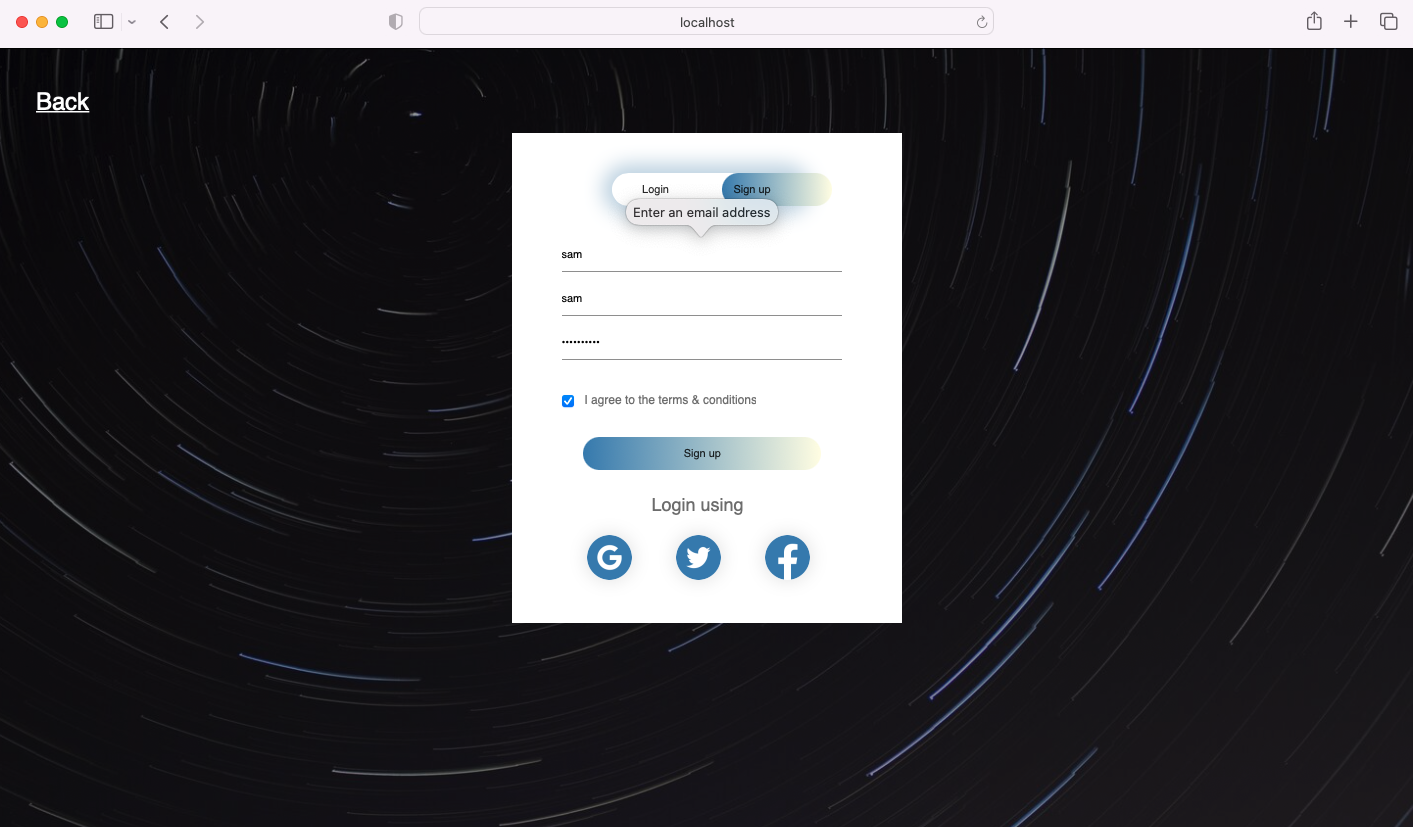 localhost
Back
Login Sign up
Enter an email address
sam
sam
••••••••••
I agree to the terms & conditions
Sign up
Login using